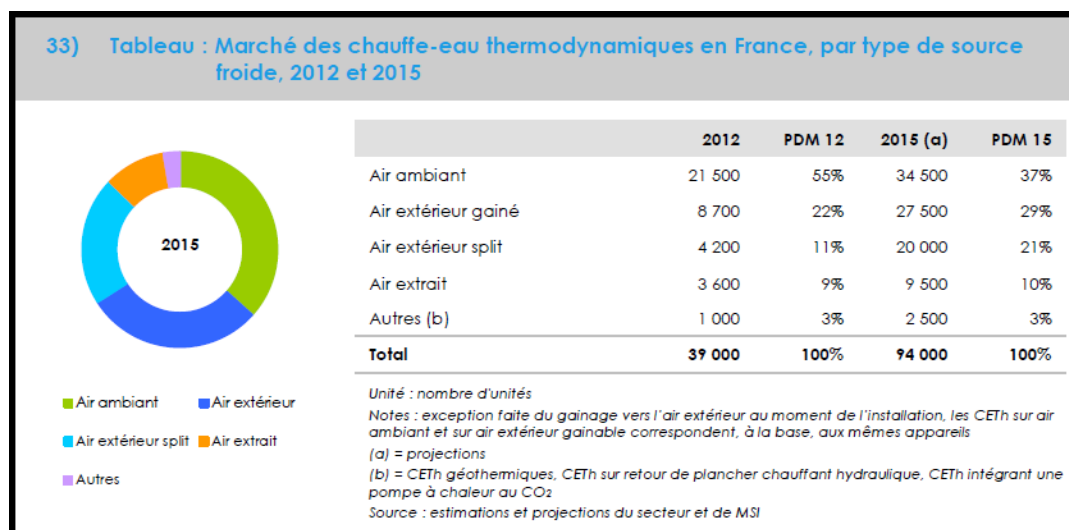 33) Tableau : Marché des chauffe-eau thermodynamiques en France, par type de source
froide, 2012 et 2015
2012 PDM 12 2015 (a) PDM 15
Air ambiant 21 500 55% 34 500 37%
Air extérieur gainé 8 700 22% 27 500 29%
Air extérieur split 4 200 11% 20 000 21%
Air extrait 3 600 9% 9 500 10%
Autres (b) 1 000 3% 2 500 3%
Total 39 000 100% 94 000 100%
2015
Air ambiant Air extérieur
Air extérieur split Air extrait
Autres
Unité : nombre d'unités
Notes : exception faite du gainage vers l'air extérieur au moment de l'installation, les CETh sur air
ambiant et sur air extérieur gainable correspondent, à la base, aux mêmes appareils
(a) = projections
(b) = CETh géothermiques, CETh sur retour de plancher chauffant hydraulique, CETh intégrant une
pompe à chaleur au CO2
Source : estimations et projections du secteur et de MSI